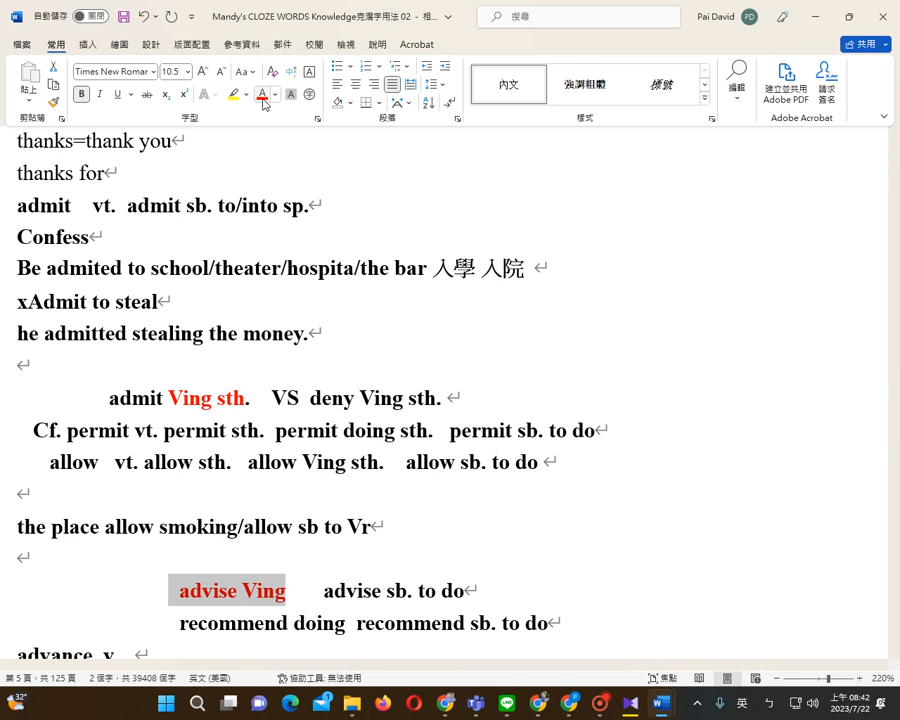 自動儲存 關閉 Mandy's CLOZE WORDS Knowledge克漏字用法 02 - 相... 搜尋 Pai David PD
檔案 常用 插入 繪圖 設計 版面配置 參考資料 郵件 校閱 檢視 說明 Acrobat 共用
貼上 Times New Roman 10.5 內文 強調粗體 標號 編輯 建立並共用 Adobe PDF 請求簽名
剪貼簿 字型 段落 樣式 Adobe Acrobat
thanks=thank you
thanks for
admit vt. admit sb. to/into sp.
Confess
Be admited to school/theater/hospita/the bar 入學 入院
xAdmit to steal
he admitted stealing the money.
admit Ving sth. VS deny Ving sth.
Cf. permit vt. permit sth. permit doing sth. permit sb. to do
allow vt. allow sth. allow Ving sth. allow sb. to do
the place allow smoking/allow sb to Vr
advise Ving advise sb. to do
recommend doing recommend sb. to do
advance v.
第 5 頁，共 125 頁 2 個字，共 39408 個字 英文 (美國) 協助工具: 無法使用 焦點 220%
32° 英 上午 08:42
2023/7/22